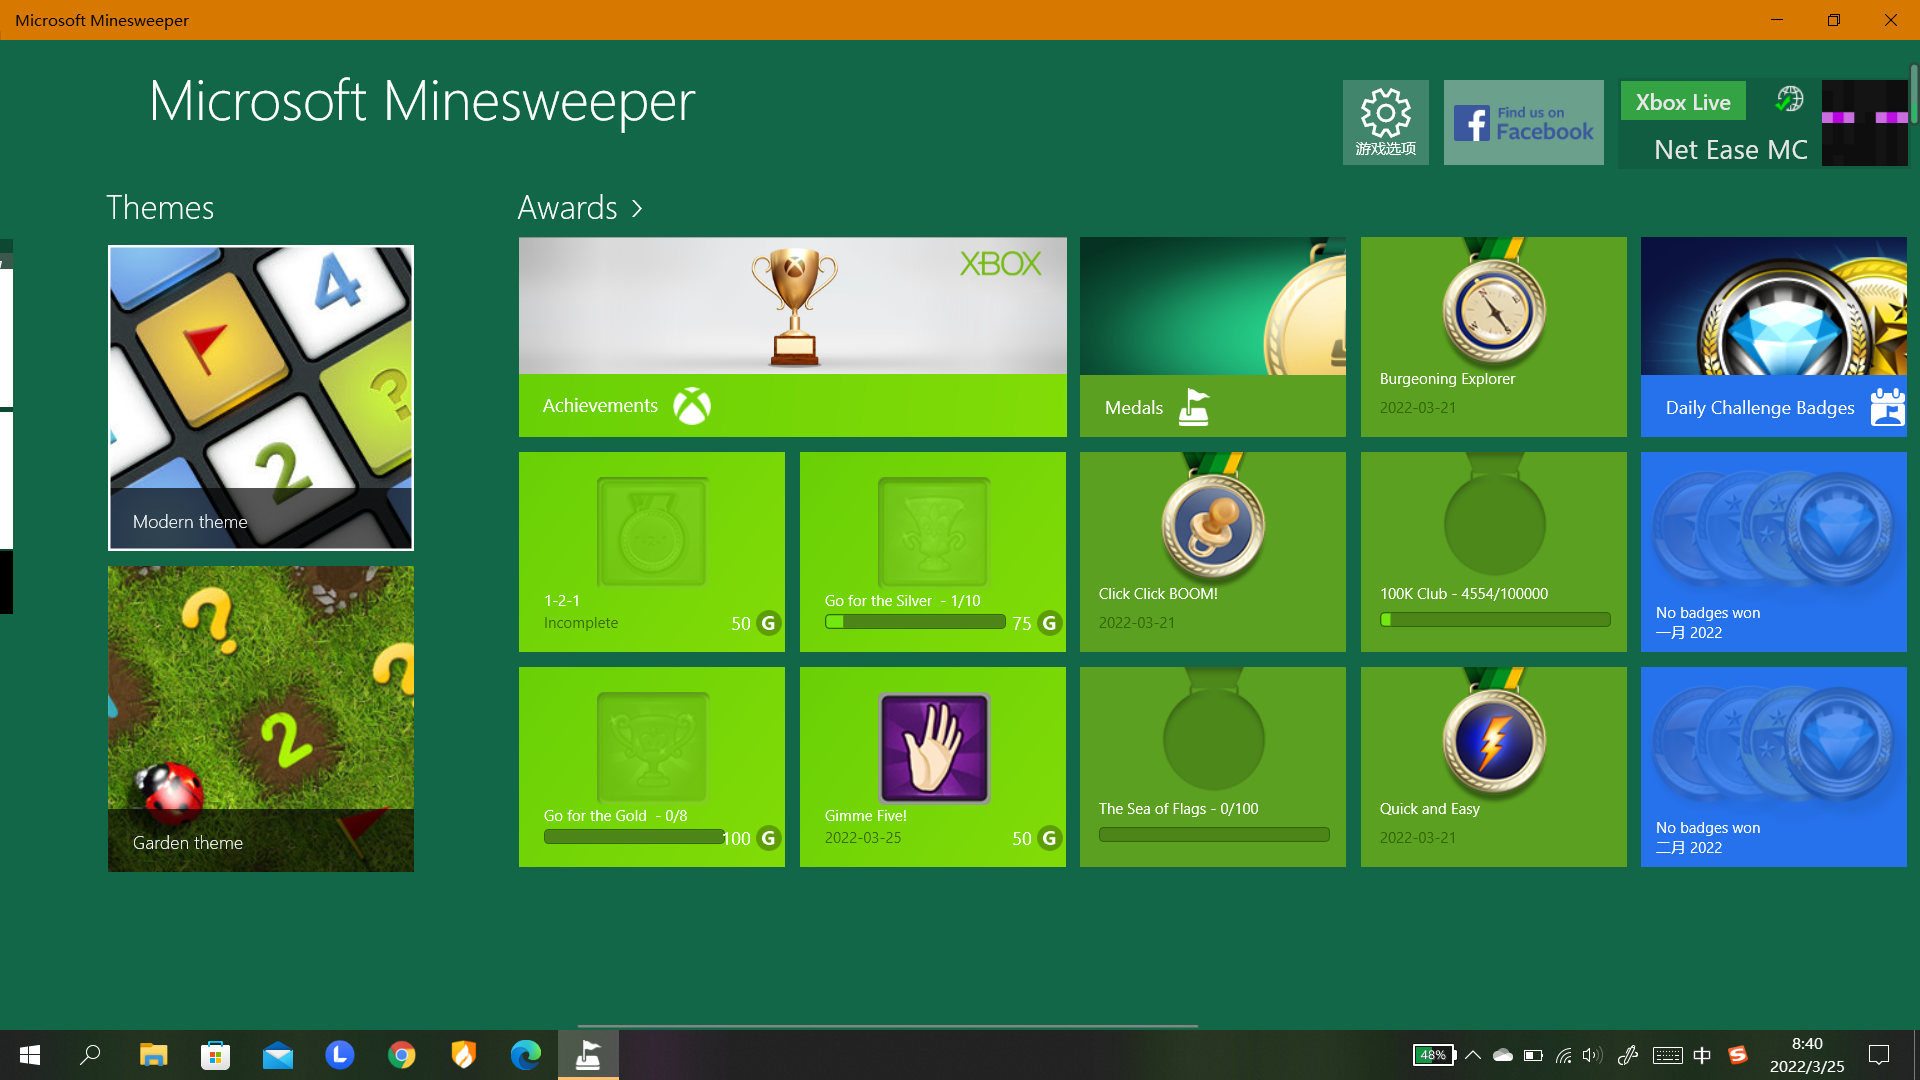 Microsoft Minesweeper
Microsoft Minesweeper
游戏选项
Find us on
Facebook
Xbox Live
Net Ease MC
Themes
Awards
XBOX
Achievements
Medals
Burgeoning Explorer
2022-03-21
Daily Challenge Badges
4
?
2
Modern theme
1-2-1
Incomplete
50 G
Go for the Silver - 1/10
75 G
Click Click BOOM!
2022-03-21
100K Club - 4554/100000
No badges won
一月 2022
?
?
2
Garden theme
Go for the Gold - 0/8
100 G
Gimme Five!
2022-03-25
50 G
The Sea of Flags - 0/100
Quick and Easy
2022-03-21
No badges won
二月 2022
L
48%
中
S
8:40
2022/3/25